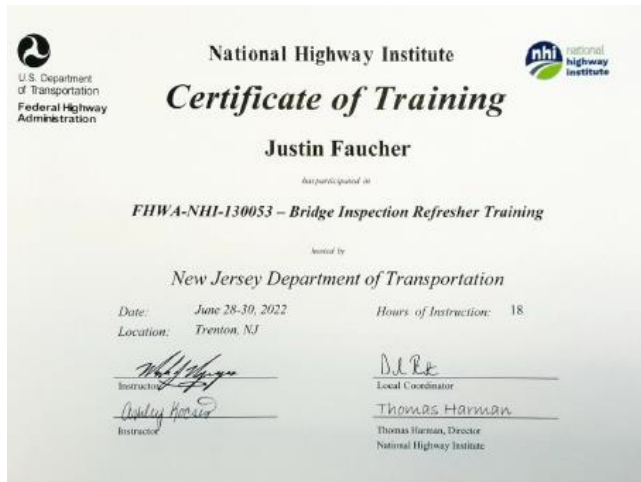 U.S. Department
of Transportation
Federal Highway
Administration
National Highway Institute
nhi national
highway
institute
Certificate of Training
Justin Faucher
has participated in
FHWA-NHI-130053 – Bridge Inspection Refresher Training
hosted by
New Jersey Department of Transportation
Date: June 28-30, 2022
Hours of Instruction: 18
Location: Trenton, NJ
Instructor
Local Coordinator
Ashley
Thomas Harman
Instructor
Thomas Harman, Director
National Highway Institute